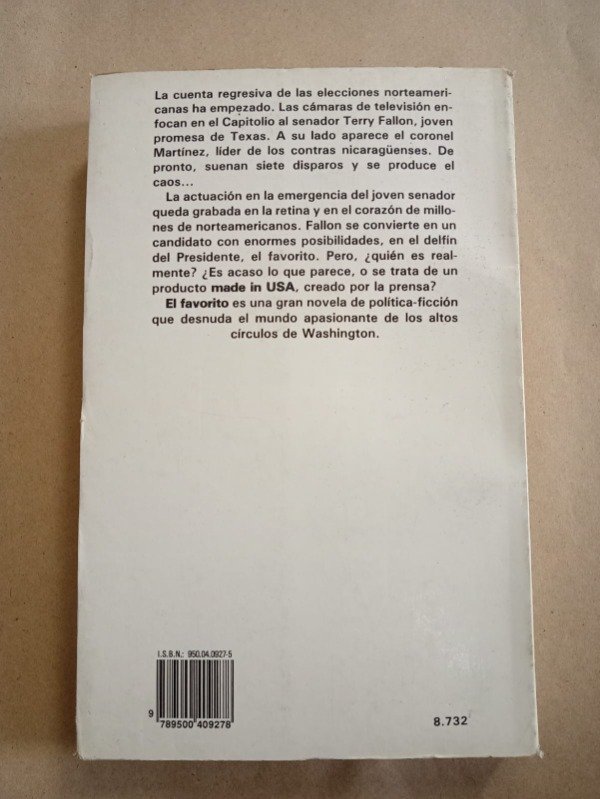 La cuenta regresiva de las elecciones norteameri-
canas ha empezado. Las cámaras de televisión en-
focan en el Capitolio al senador Terry Fallon, joven
promesa de Texas. A su lado aparece el coronel
Martínez, líder de los contras nicaragüenses. De
pronto, suenan siete disparos y se produce el
caos...
La actuación en la emergencia del joven senador
queda grabada en la retina y en el corazón de millo-
nes de norteamericanos. Fallon se convierte en un
candidato con enormes posibilidades, en el delfín
del Presidente, el favorito. Pero, ¿quién es real-
mente? ¿Es acaso lo que parece, o se trata de un
producto made in USA, creado por la prensa?
El favorito es una gran novela de política-ficción
que desnuda el mundo apasionante de los altos
círculos de Washington.
I.S.B.N.: 950.04.0927-5
9 789500 409278
8.732